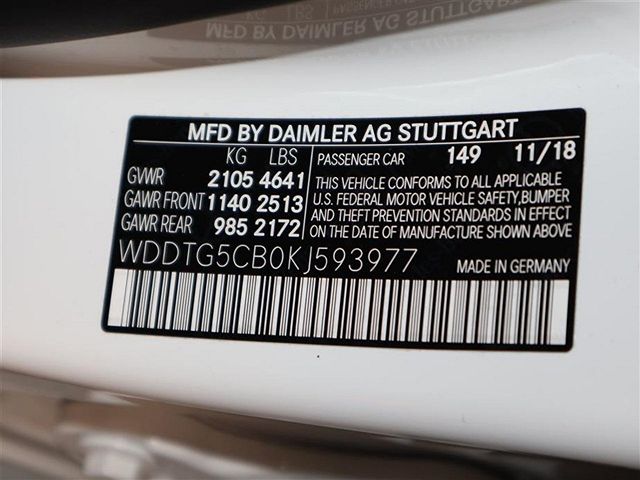 MFD BY DAIMLER AG STUTTGART
KG LBS PASSENGER CAR 149 11/18
GVWR 2105 4641
GAWR FRONT 1140 2513
GAWR REAR 985 2172
THIS VEHICLE CONFORMS TO ALL APPLICABLE
U.S. FEDERAL MOTOR VEHICLE SAFETY,BUMPER
AND THEFT PREVENTION STANDARDS IN EFFECT
ON THE DATE OF MANUFACTURE SHOWN ABOVE
WDDTG5CB0KJ593977 MADE IN GERMANY